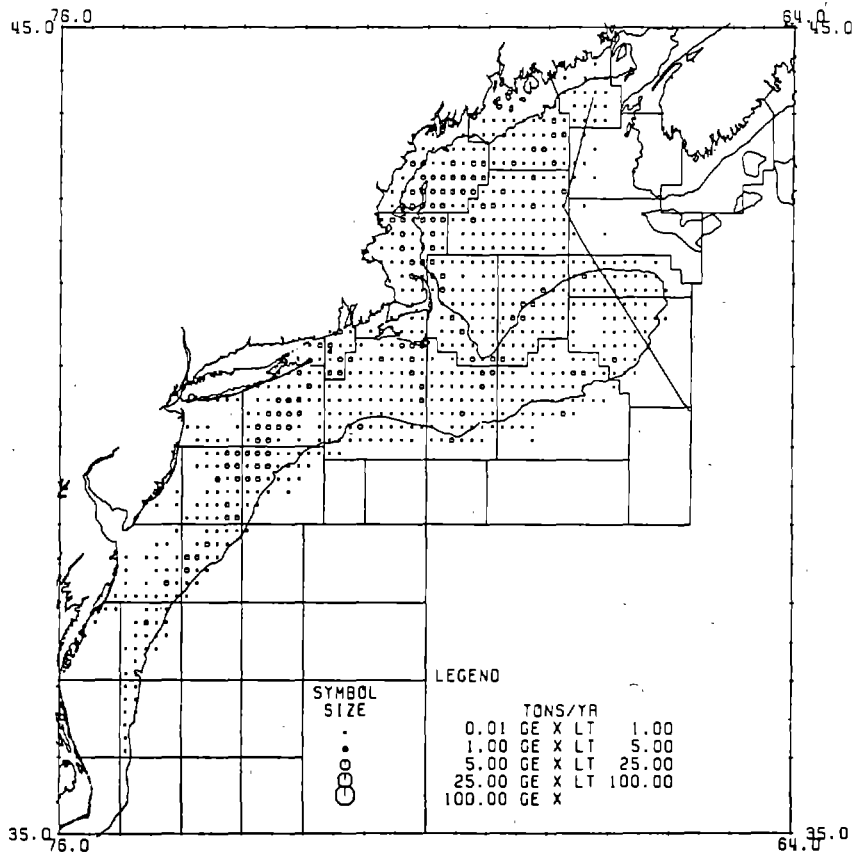 76.0
64.0
45.0
45.0
LEGEND
SYMBOL
SIZE
TONS/YR
0.01 GE X LT 1.00
1.00 GE X LT 5.00
5.00 GE X LT 25.00
25.00 GE X LT 100.00
100.00 GE X
35.0
35.0
76.0
64.0